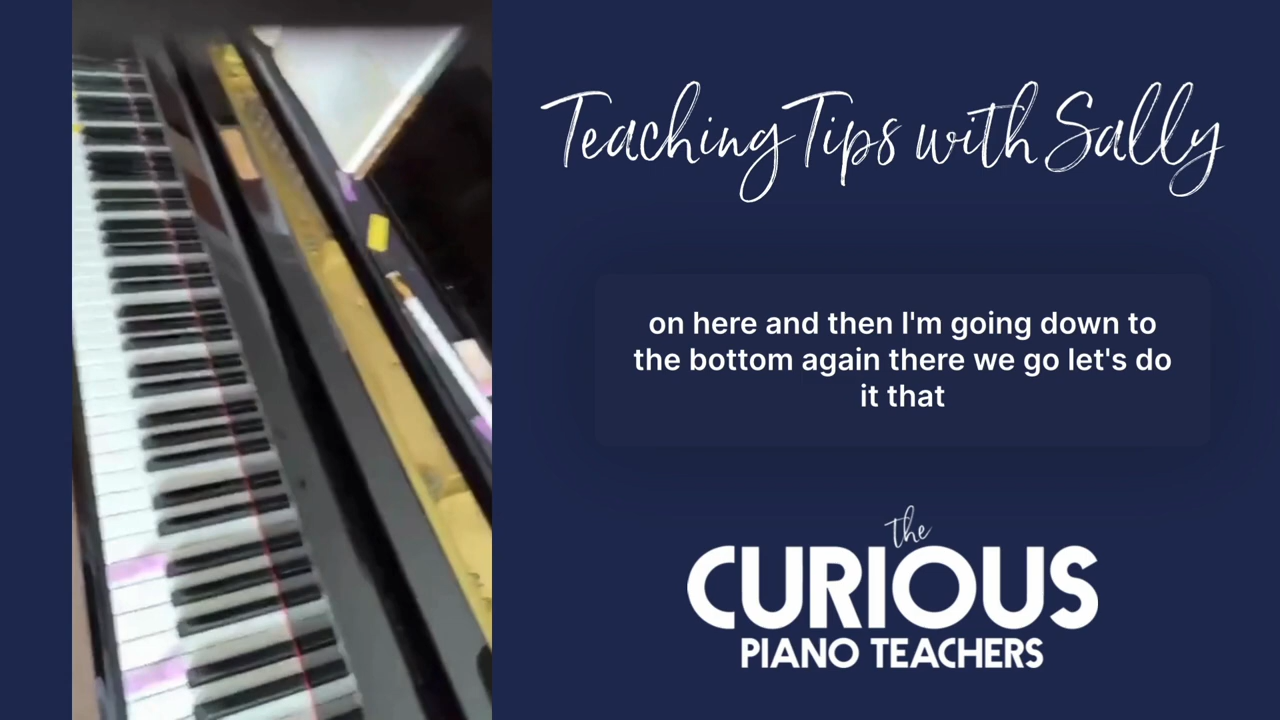 Teaching Tips with Sally
on here and then I'm going down to
the bottom again there we go let's do
it that
the
CURIOUS
PIANO TEACHERS